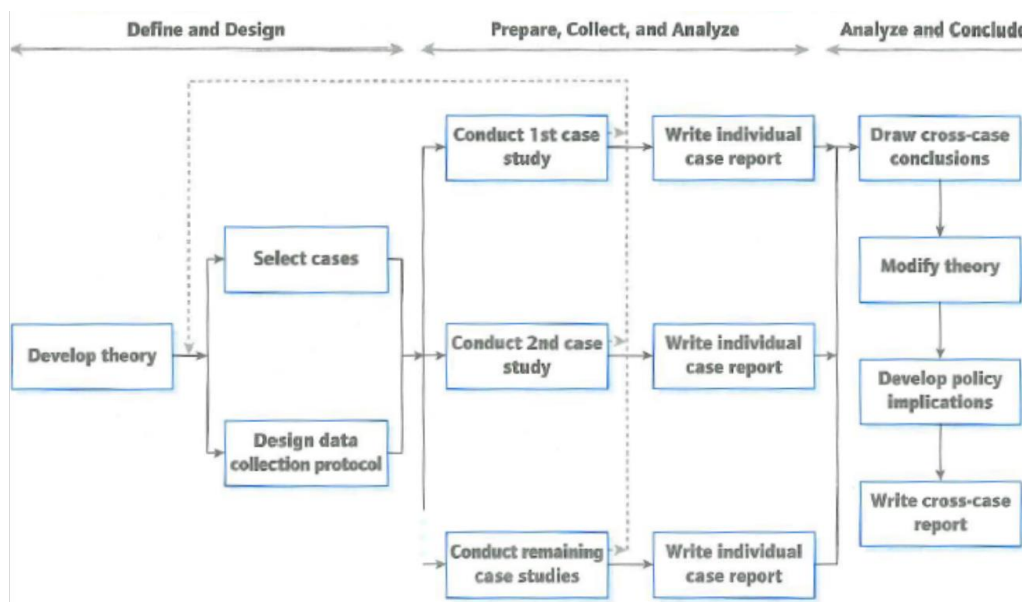 Define and Design
Prepare, Collect, and Analyze
Analyze and Conclude
Conduct 1st case
study
Write individual
case report
Draw cross-case
conclusions
Select cases
Modify theory
Develop theory
Conduct 2nd case
study
Write individual
case report
Develop policy
implications
Design data
collection protocol
Write cross-case
report
Conduct remaining
case studies
Write individual
case report